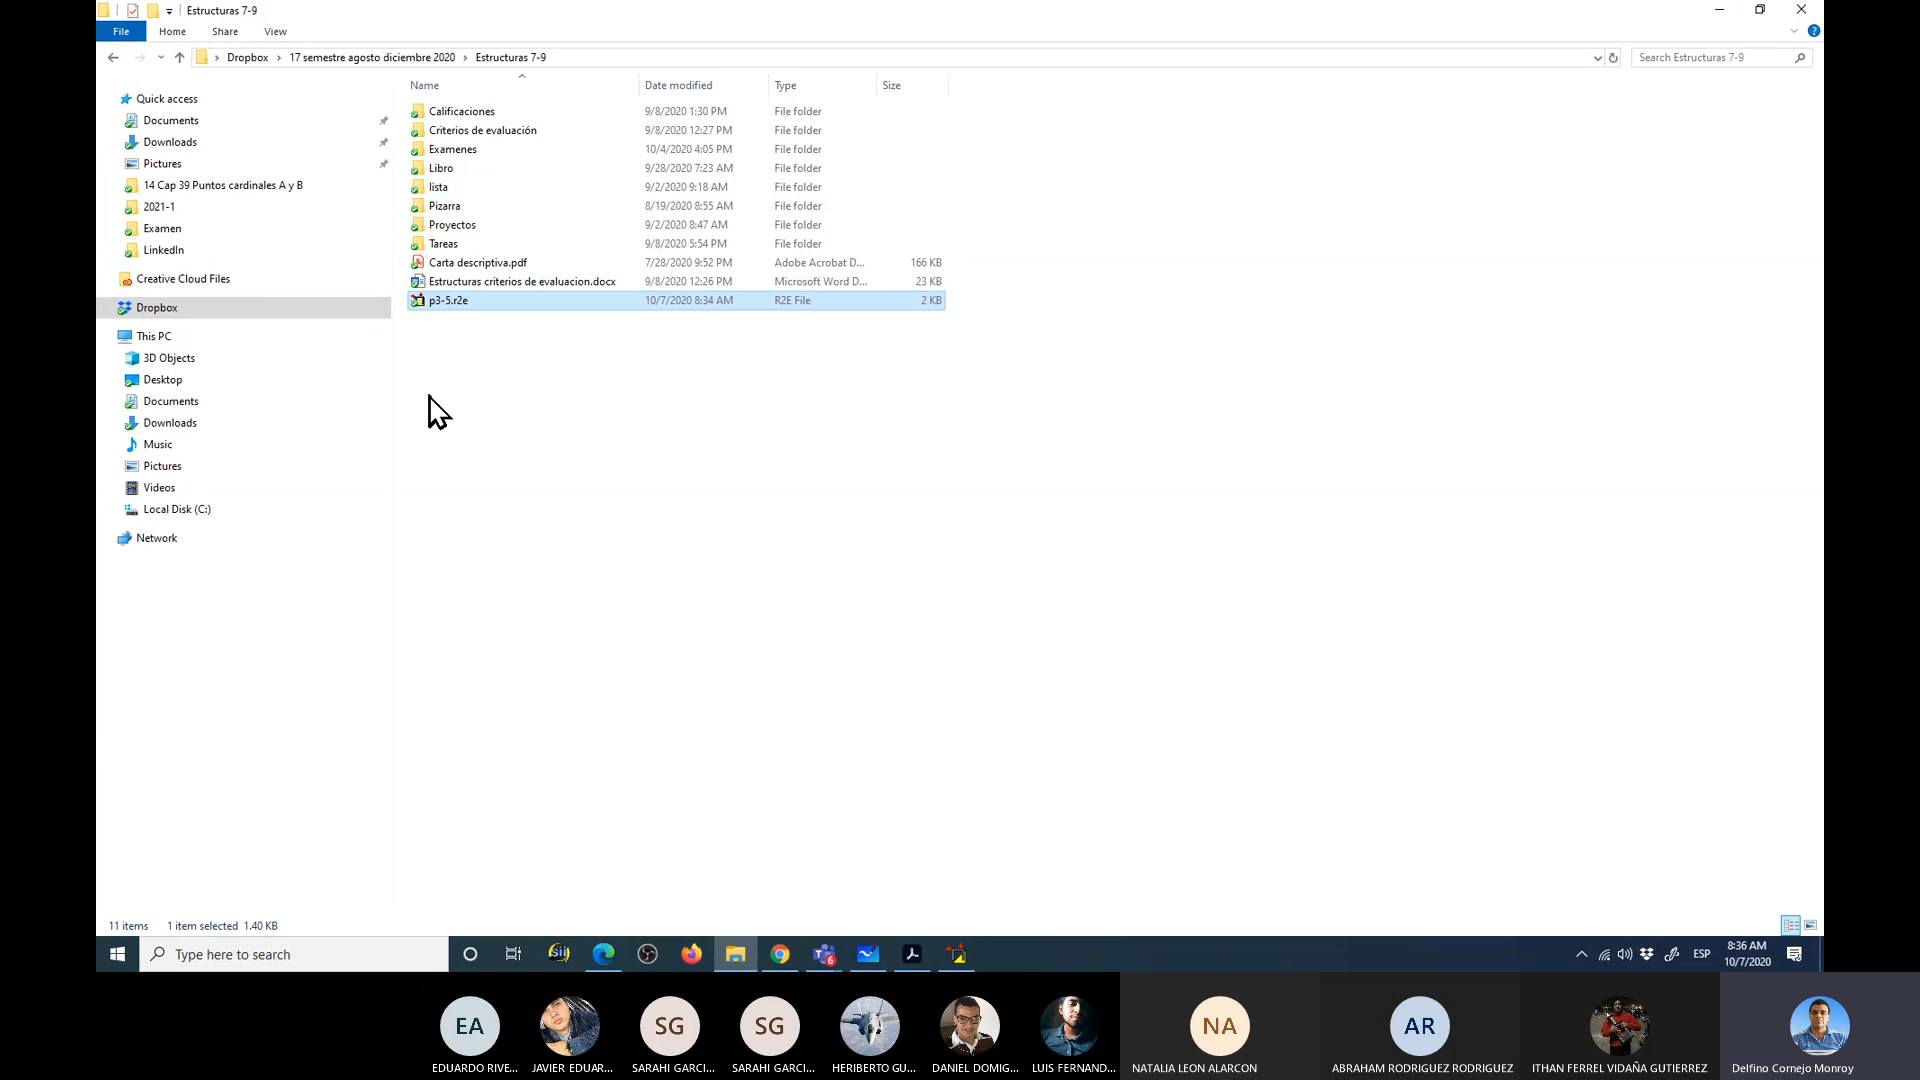 Estructuras 7-9
File Home Share View
Dropbox 17 semestre agosto diciembre 2020 Estructuras 7-9
Search Estructuras 7-9
Name Date modified Type Size
Quick access
Documents
Downloads
Pictures
14 Cap 39 Puntos cardinales A y B
2021-1
Examen
LinkedIn
Creative Cloud Files
Dropbox
This PC
3D Objects
Desktop
Documents
Downloads
Music
Pictures
Videos
Local Disk (C:)
Network
Calificaciones 9/8/2020 1:30 PM File folder
Criterios de evaluación 9/8/2020 12:27 PM File folder
Examenes 10/4/2020 4:05 PM File folder
Libro 9/28/2020 7:23 AM File folder
lista 9/2/2020 9:18 AM File folder
Pizarra 8/19/2020 8:55 AM File folder
Proyectos 9/2/2020 8:47 AM File folder
Tareas 9/8/2020 5:54 PM File folder
Carta descriptiva.pdf 7/28/2020 9:52 PM Adobe Acrobat D... 166 KB
Estructuras criterios de evaluacion.docx 9/8/2020 12:26 PM Microsoft Word D... 23 KB
p3-5.r2e 10/7/2020 8:34 AM R2E File 2 KB
11 items 1 item selected 1.40 KB
Type here to search
sii
6
ESP
8:36 AM
10/7/2020
EA SG SG NA AR
EDUARDO RIVE... JAVIER EDUAR... SARAHI GARCI... SARAHI GARCI... HERIBERTO GU... DANIEL DOMIG... LUIS FERNAND... NATALIA LEON ALARCON ABRAHAM RODRIGUEZ RODRIGUEZ ITHAN FERREL VIDAÑA GUTIERREZ Delfino Cornejo Monroy